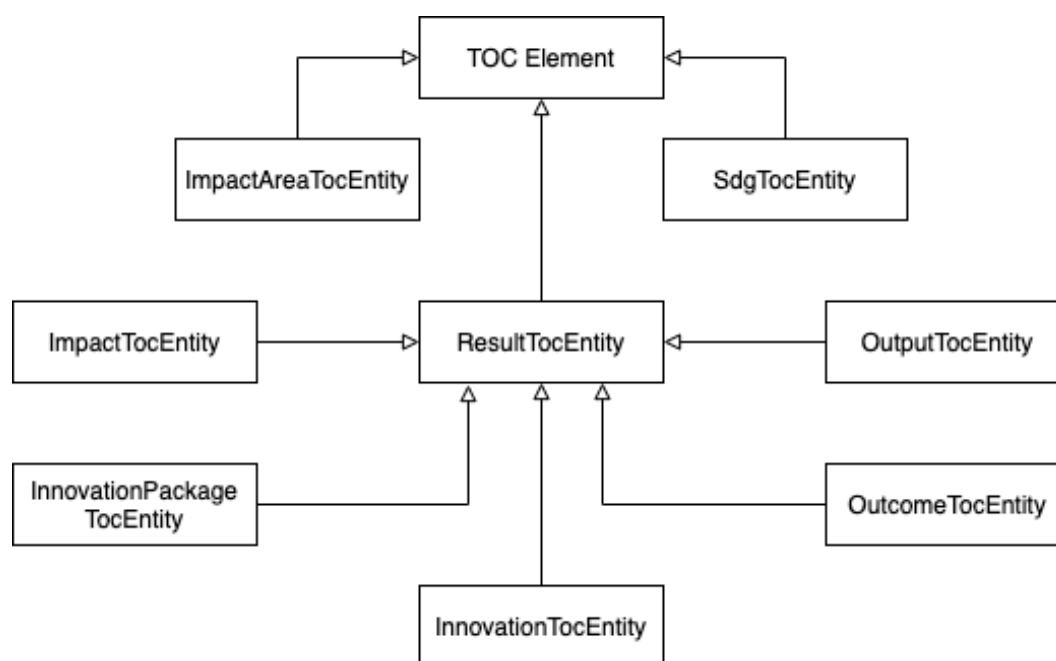 TOC Element
ImpactAreaTocEntity
SdgTocEntity
ImpactTocEntity
ResultTocEntity
OutputTocEntity
InnovationPackage
TocEntity
OutcomeTocEntity
InnovationTocEntity